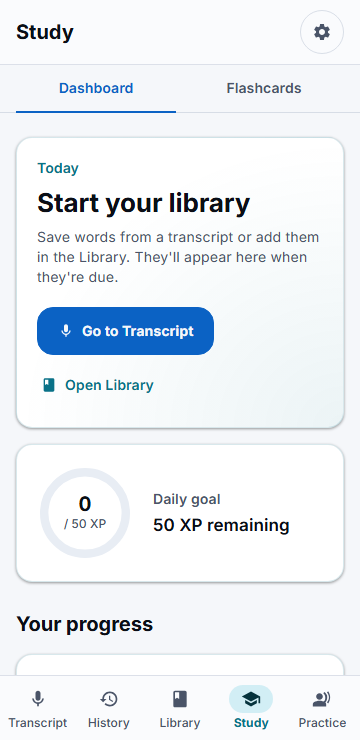 Study
Dashboard
Flashcards
Today
Start your library
Save words from a transcript or add them
in the Library. They'll appear here when
they're due.
Go to Transcript
Open Library
0
/ 50 XP
Daily goal
50 XP remaining
Your progress
Transcript
History
Library
Study
Practice